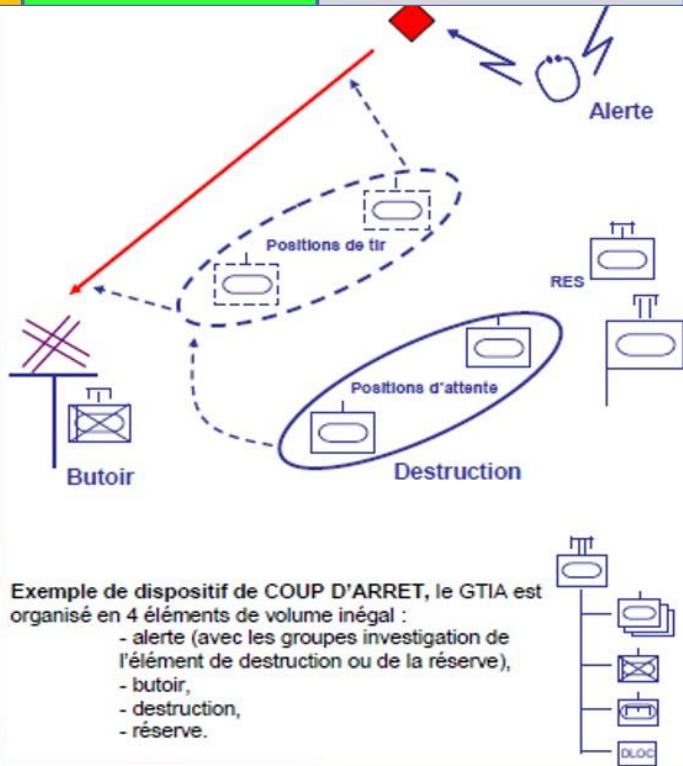 Alerte
Positions de tir
RES
Positions d'attente
Butoir
Destruction
Exemple de dispositif de COUP D'ARRET, le GTIA est
organisé en 4 éléments de volume inégal :
- alerte (avec les groupes investigation de
l'élément de destruction ou de la réserve),
- butoir,
- destruction,
- réserve.
DLOC